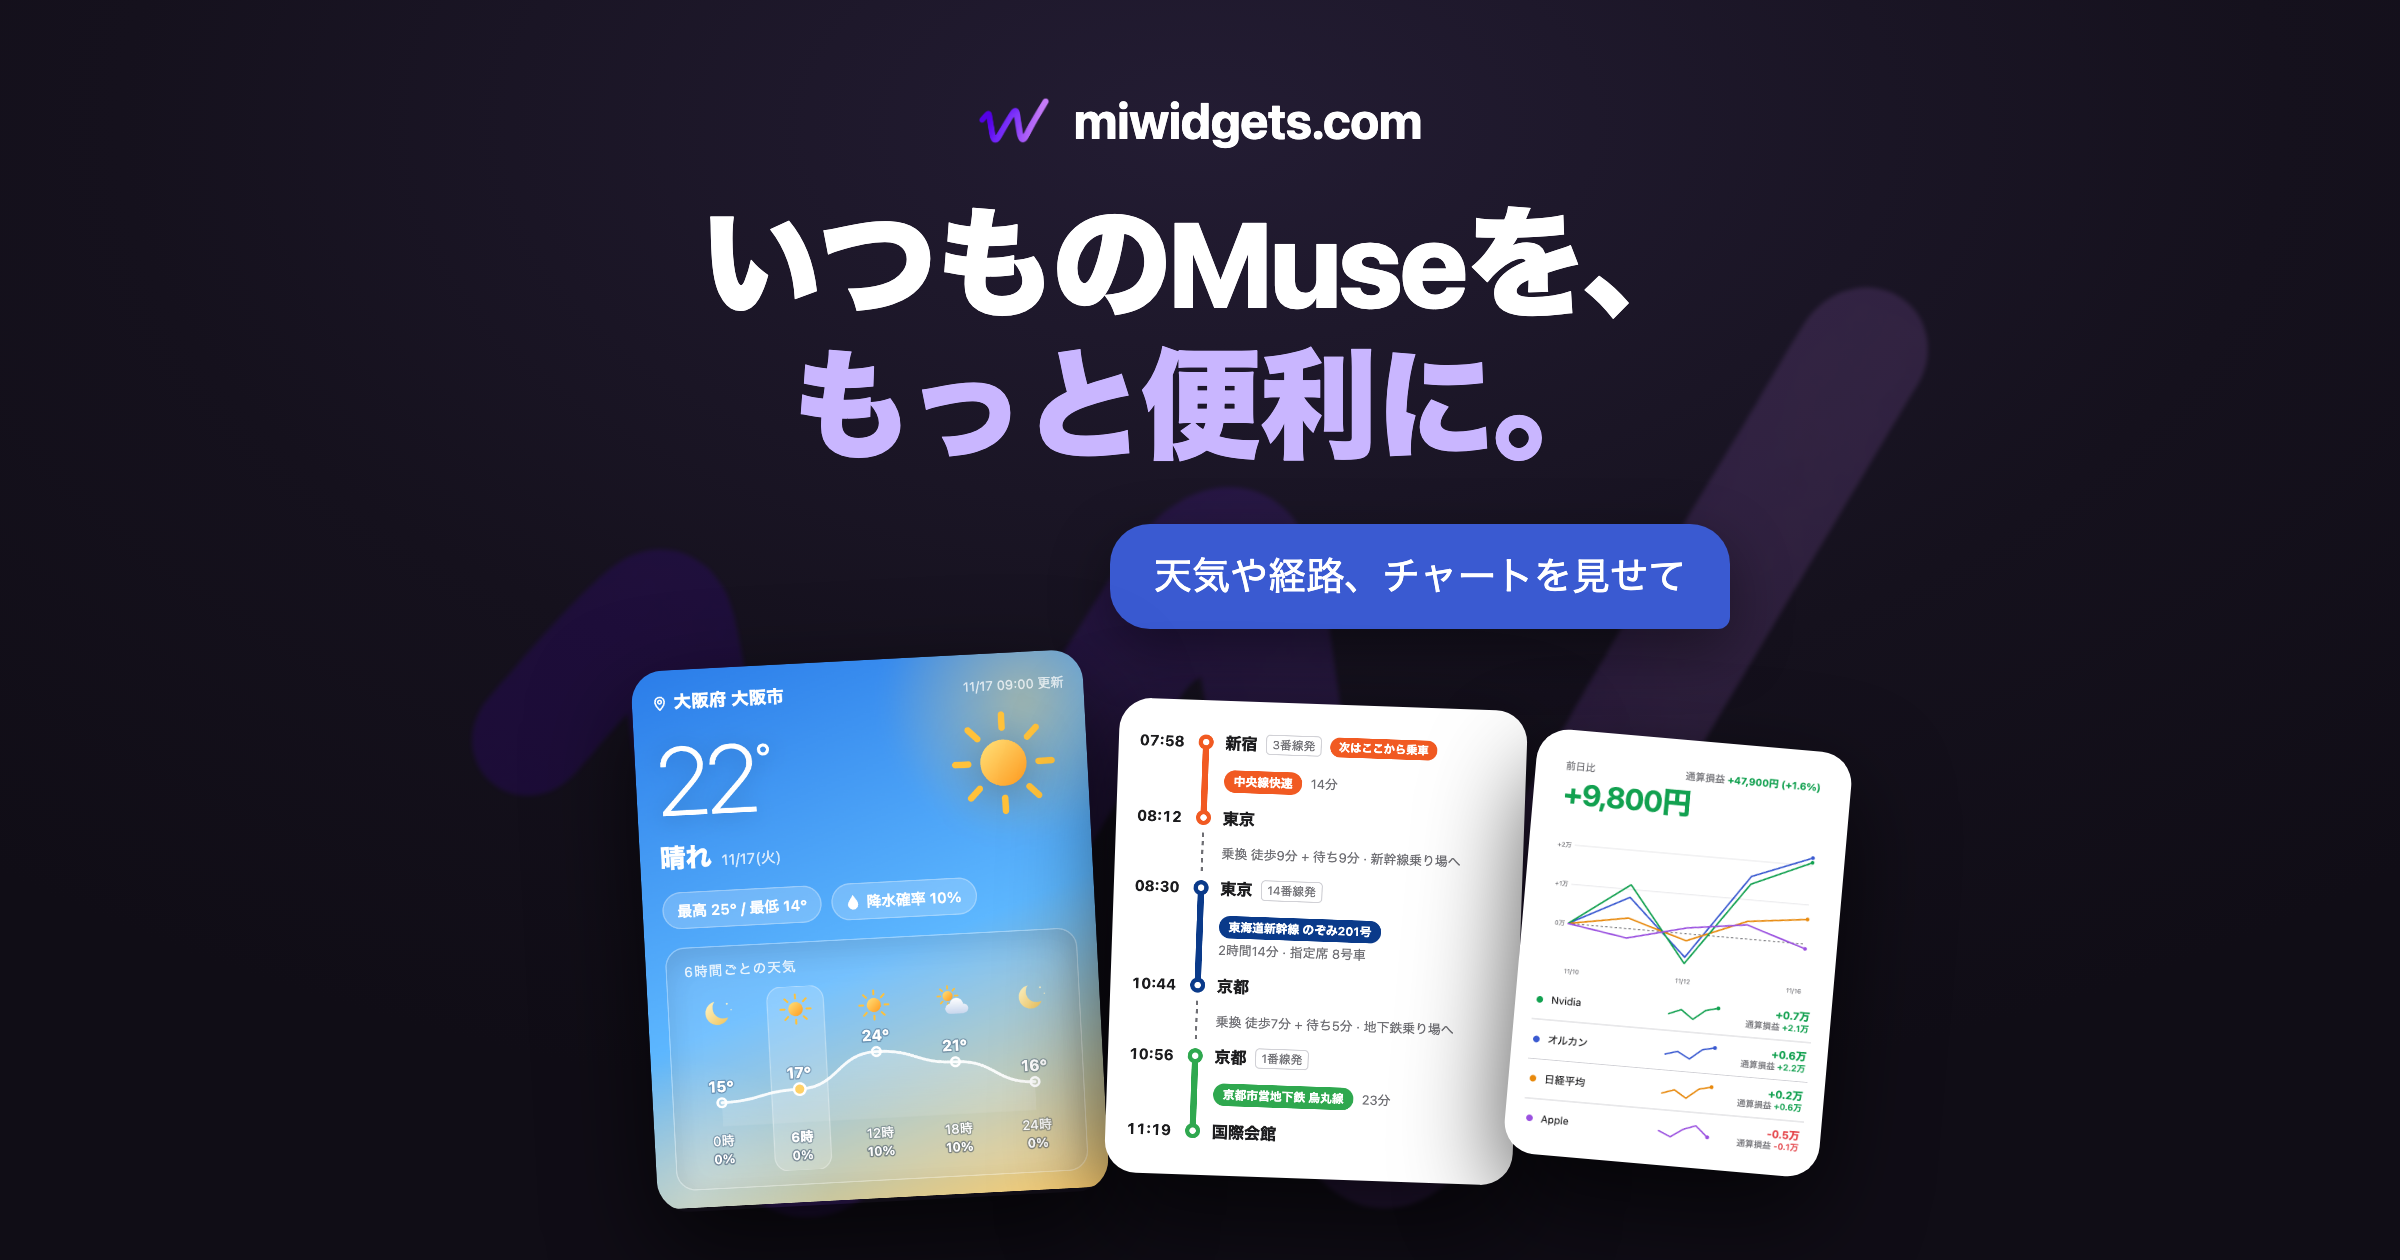 miwidgets.com
いつものMuseを、
もっと便利に。
天気や経路、チャートを見せて
大阪府 大阪市
11/17 09:00 更新
22°
晴れ 11/17(火)
最高 25° / 最低 14°
降水確率 10%
6時間ごとの天気
15° 17° 24° 21° 16°
0時 6時 12時 18時 24時
0% 0% 10% 10% 0%
07:58 新宿 3番線発 次はここから乗車
中央線快速 14分
08:12 東京
乗換 徒歩9分 + 待ち9分 · 新幹線乗り場へ
08:30 東京 14番線発
東海道新幹線 のぞみ201号
2時間14分 · 指定席 8号車
10:44 京都
乗換 徒歩7分 + 待ち5分 · 地下鉄乗り場へ
10:56 京都 1番線発
京都市営地下鉄 烏丸線 23分
11:19 国際会館
前日比
+9,800円
通算損益 +47,900円 (+1.6%)
+2万
+1万
0万
11/10 11/12 11/16
Nvidia +0.7万
通算損益 +2.1万
オルカン +0.6万
通算損益 +2.2万
日経平均 +0.2万
通算損益 +0.6万
Apple -0.5万
通算損益 -0.1万